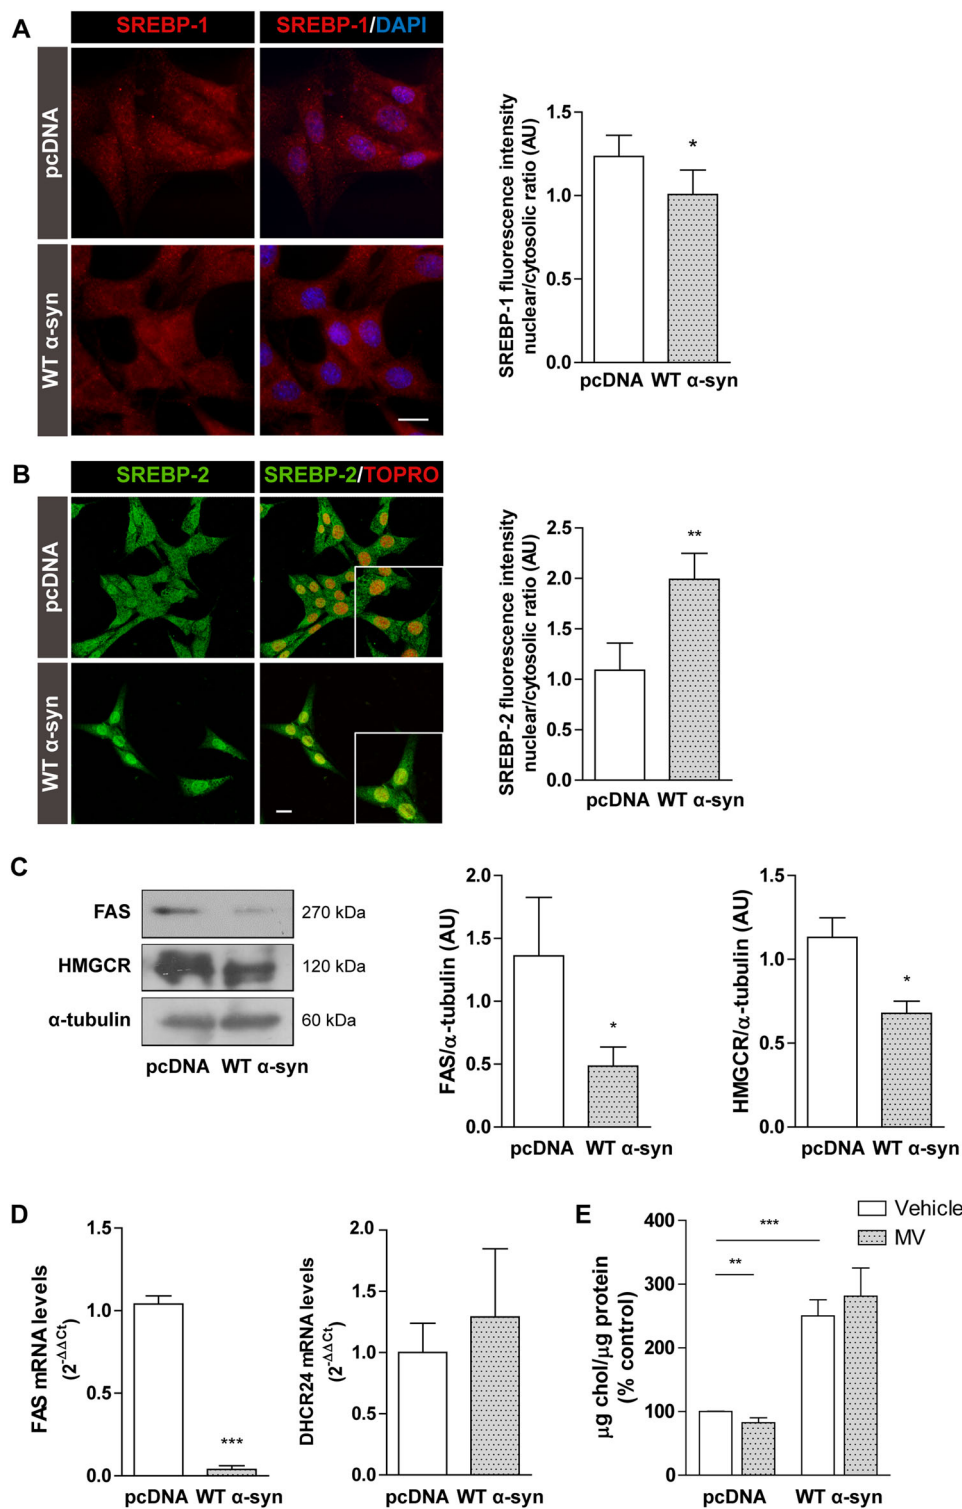 A
SREBP-1
SREBP-1/DAPI
pcDNA
WT α-syn
SREBP-1 fluorescence intensity
nuclear/cytosolic ratio (AU)
1.5
1.0
0.5
0.0
*
pcDNA WT α-syn
B
SREBP-2
SREBP-2/TOPRO
pcDNA
WT α-syn
SREBP-2 fluorescence intensity
nuclear/cytosolic ratio (AU)
2.5
2.0
1.5
1.0
0.5
0.0
**
pcDNA WT α-syn
C
FAS 270 kDa
HMGCR 120 kDa
α-tubulin 60 kDa
pcDNA WT α-syn
FAS/α-tubulin (AU)
2.0
1.5
1.0
0.5
0.0
*
pcDNA WT α-syn
HMGCR/α-tubulin (AU)
1.5
1.0
0.5
0.0
*
pcDNA WT α-syn
D
FAS mRNA levels
(2-ΔΔCt)
1.5
1.0
0.5
0.0
***
pcDNA WT α-syn
DHCR24 mRNA levels
(2-ΔΔCt)
2.0
1.5
1.0
0.5
0.0
pcDNA WT α-syn
E
Vehicle
MV
µg chol/µg protein
(% control)
400
300
200
100
0
***
**
pcDNA WT α-syn